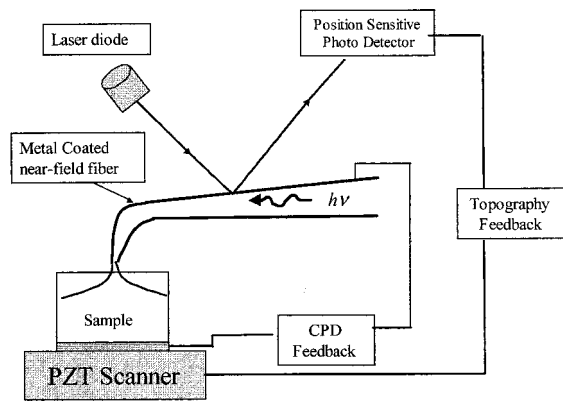 Laser diode
Position Sensitive
Photo Detector
Metal Coated
near-field fiber
hν
Topography
Feedback
Sample
CPD
Feedback
PZT Scanner